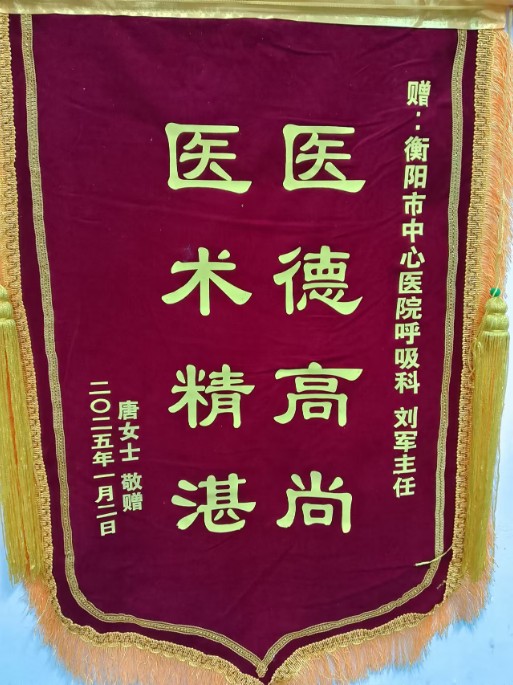 赠：衡阳市中心医院呼吸科 刘军主任
医德高尚
医术精湛
唐女士 敬赠
二〇二五年一月二日